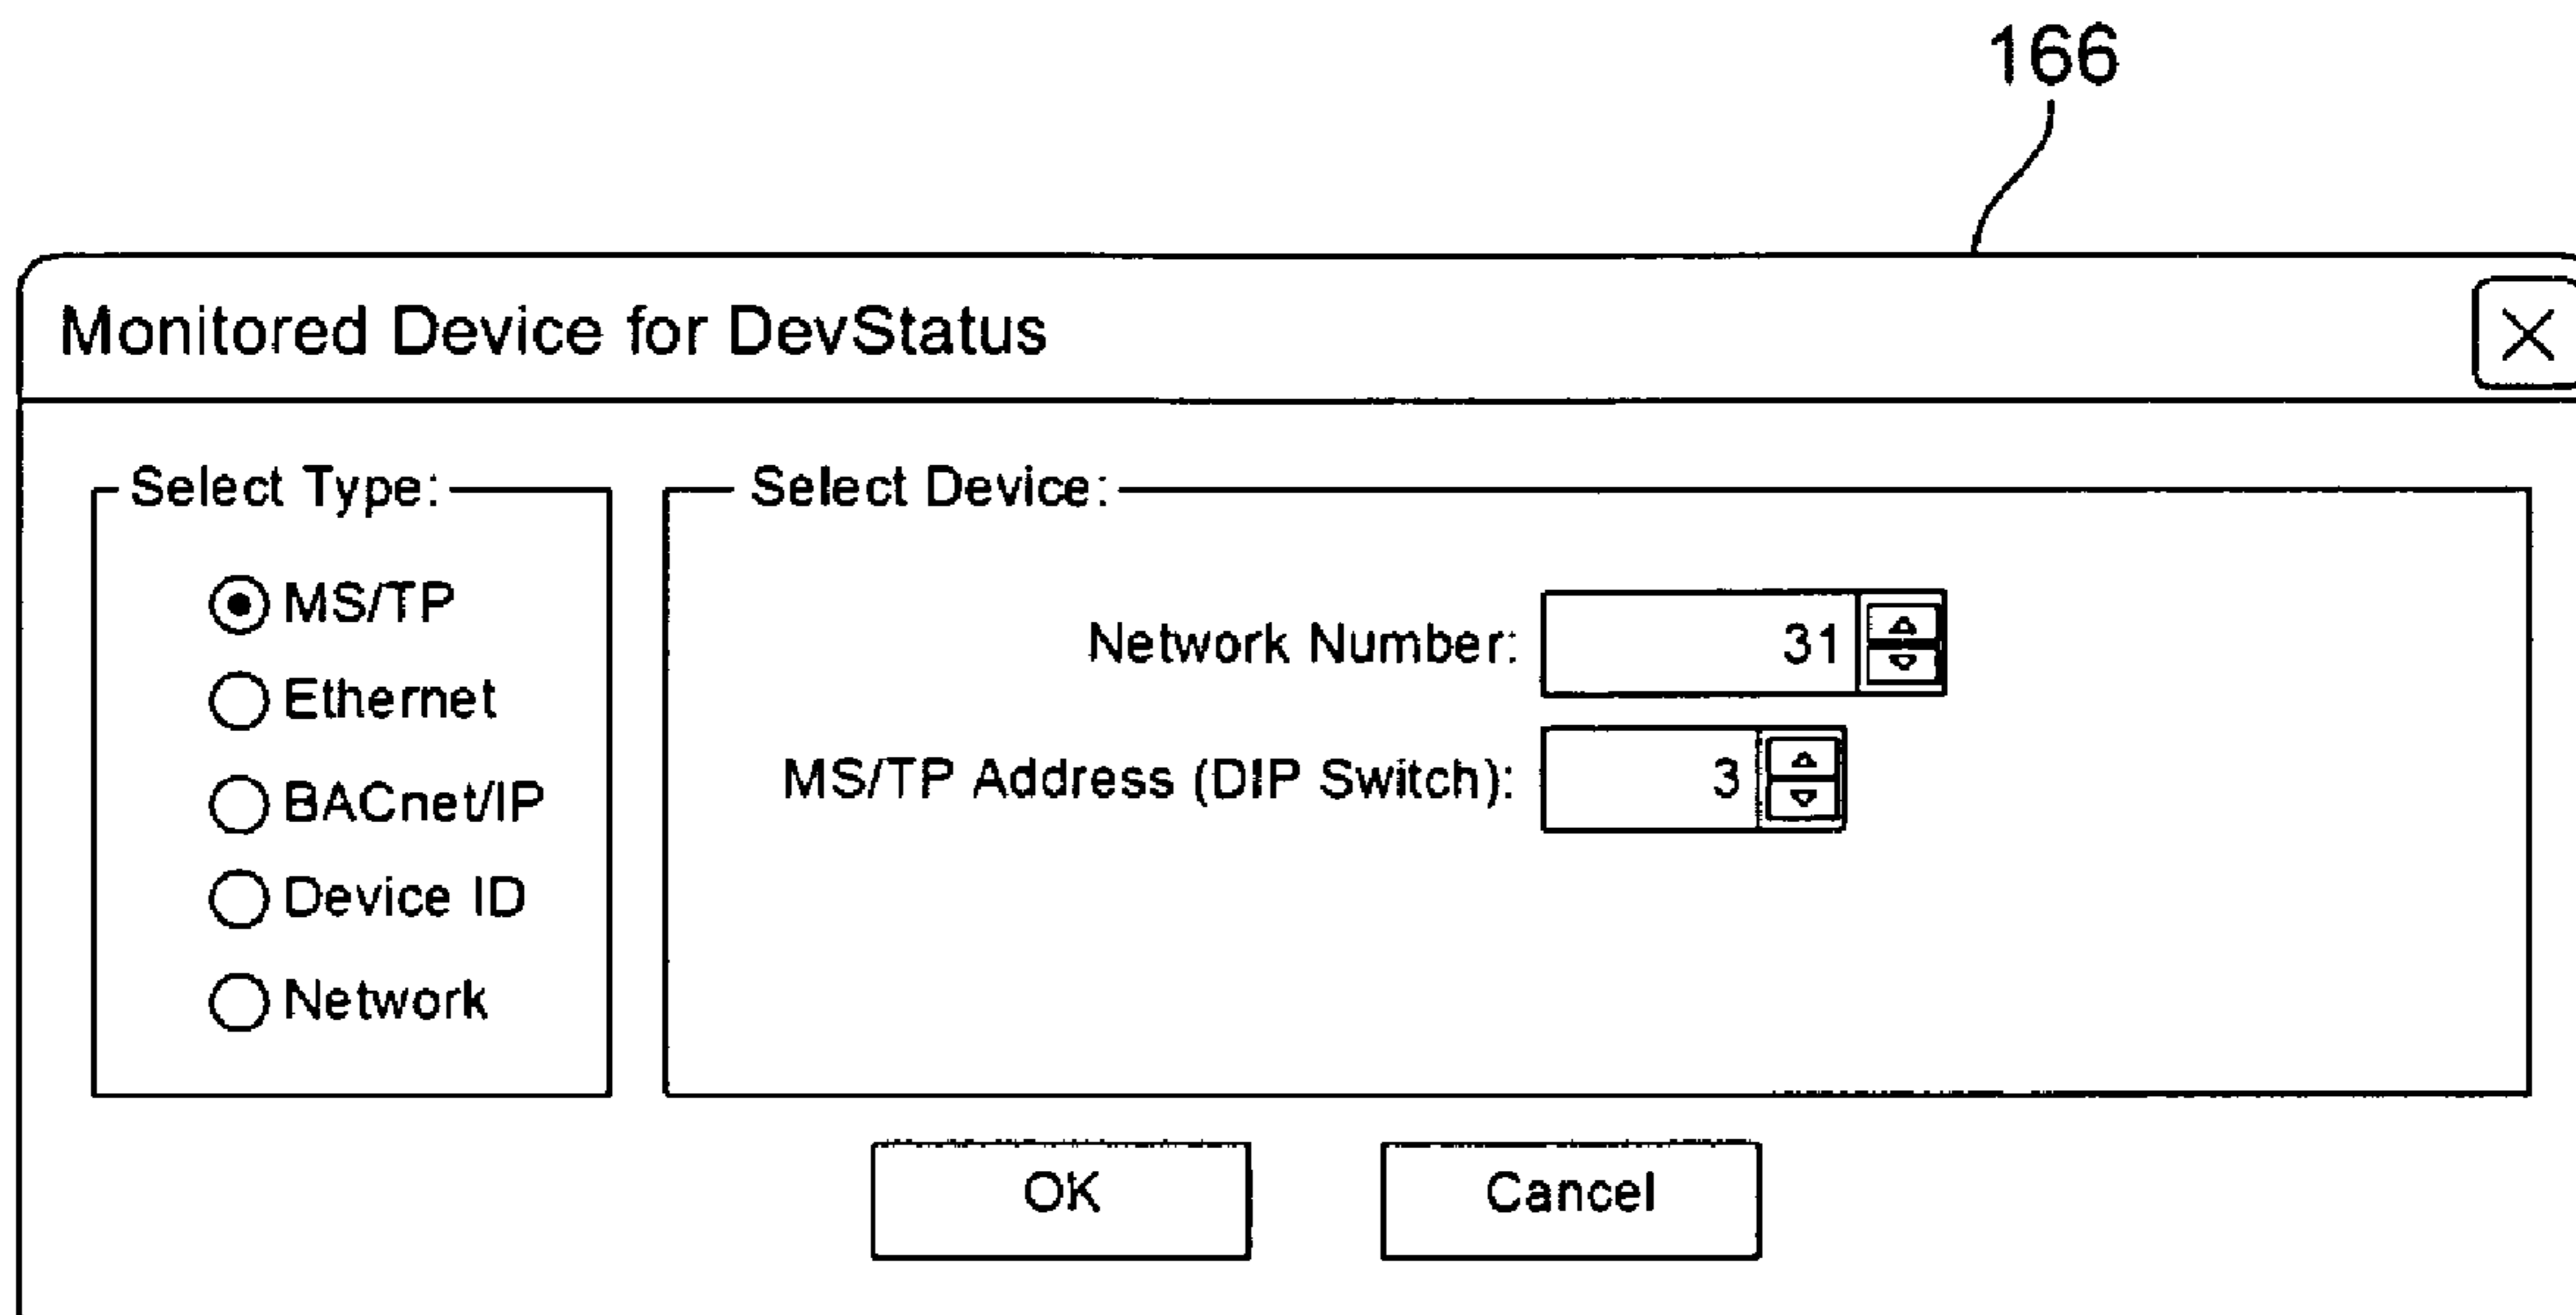 166
Monitored Device for DevStatus
Select Type:
MS/TP
Ethernet
BACnet/IP
Device ID
Network
Select Device:
Network Number: 31
MS/TP Address (DIP Switch): 3
OK
Cancel